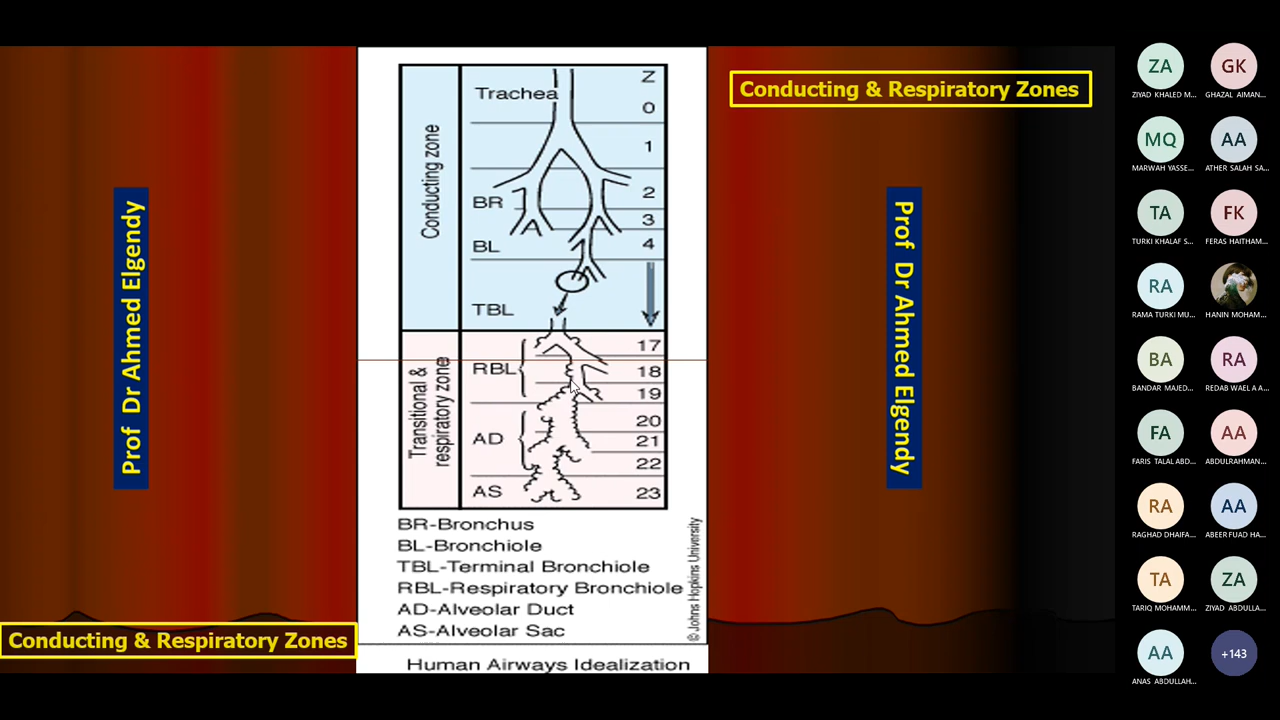 Conducting & Respiratory Zones
Prof Dr Ahmed Elgendy
Prof Dr Ahmed Elgendy
Conducting & Respiratory Zones
Conducting zone
Transitional & respiratory zone
Z
Trachea
0
1
BR
2
3
BL
4
TBL
17
RBL
18
19
20
AD
21
22
AS
23
BR-Bronchus
BL-Bronchiole
TBL-Terminal Bronchiole
RBL-Respiratory Bronchiole
AD-Alveolar Duct
AS-Alveolar Sac
© Johns Hopkins University
Human Airways Idealization
ZA
ZIYAD KHALED M...
GK
GHAZAL AIMAN...
MQ
MARWAH YASSE...
AA
ATHER SALAH SA...
TA
TURKI KHALAF S...
FK
FERAS HAITHAM...
RA
RAMA TURKI MU...
HANIN MOHAM...
BA
BANDAR MAJED...
RA
REDAB WAEL A A...
FA
FARIS TALAL ABD...
AA
ABDULRAHMAN...
RA
RAGHAD DHAIFA...
AA
ABEER FUAD HA...
TA
TARIQ MOHAMM...
ZA
ZIYAD ABDULLA...
AA
ANAS ABDULLAH...
+143